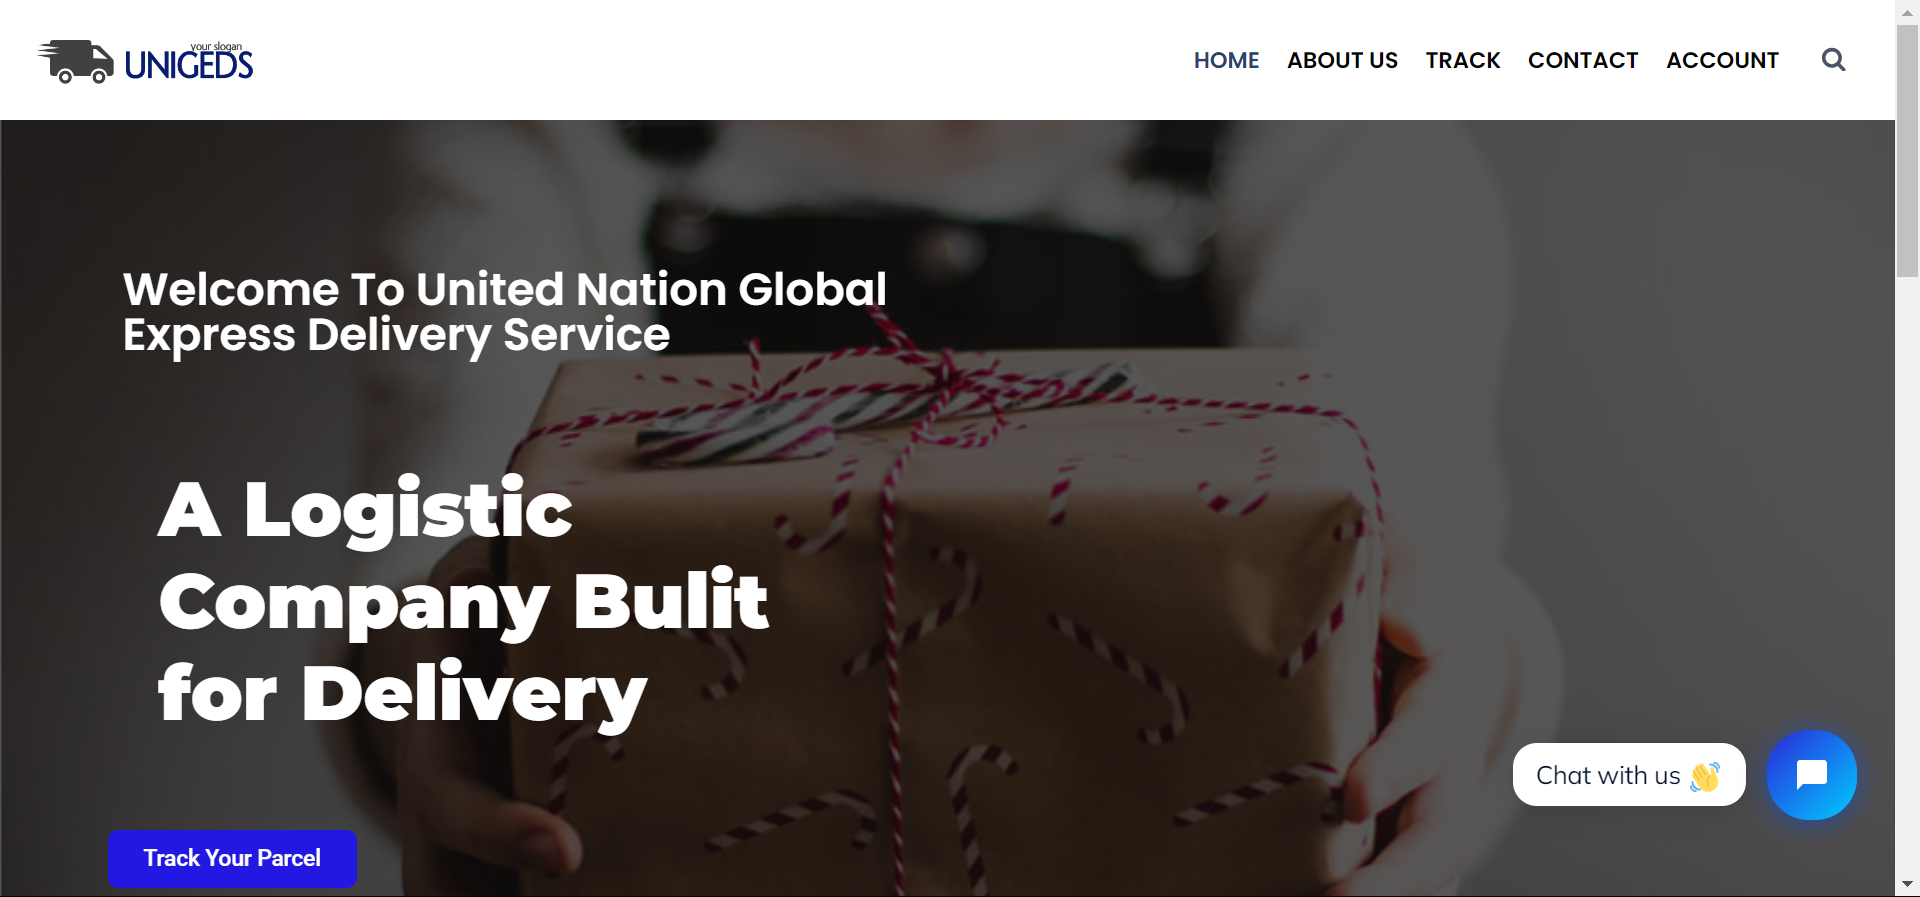 your slogan
UNIGEDS
HOME ABOUT US TRACK CONTACT ACCOUNT
Welcome To United Nation Global
Express Delivery Service
A Logistic
Company Bulit
for Delivery
Chat with us 👋
Track Your Parcel